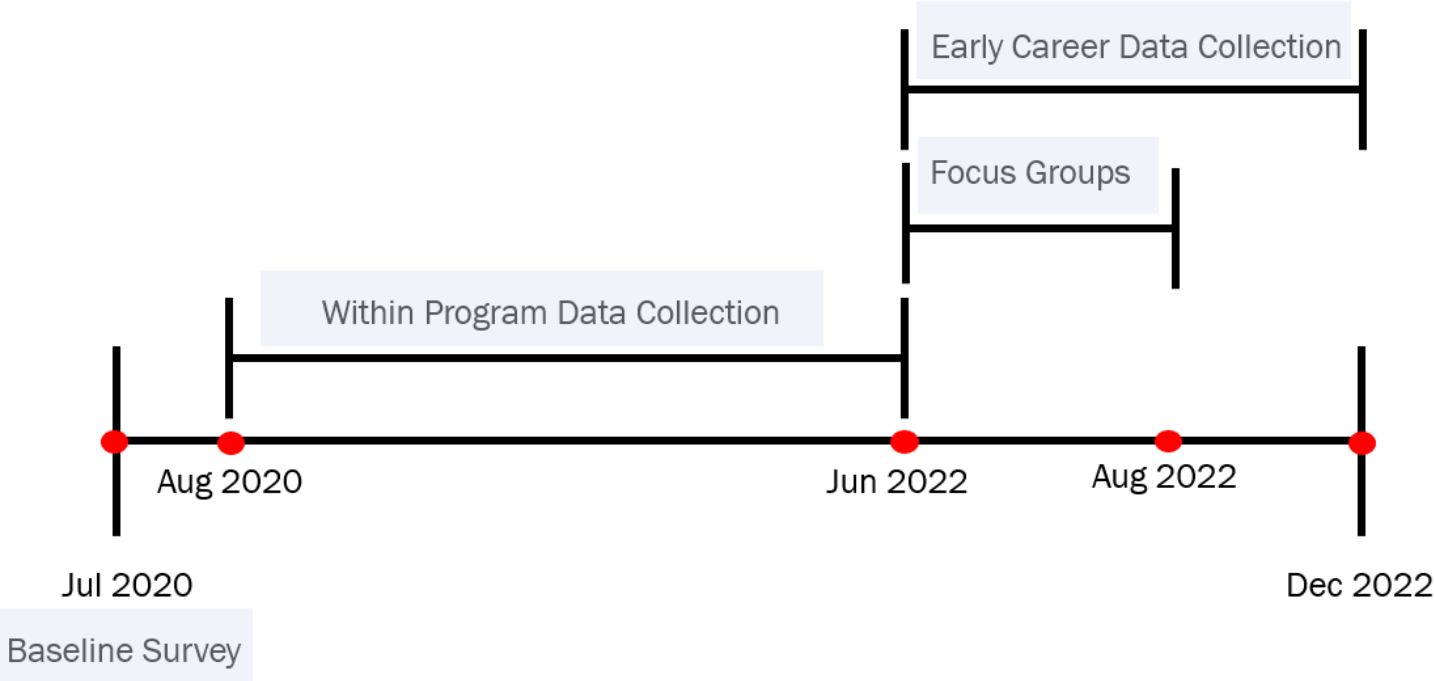 Early Career Data Collection
Focus Groups
Within Program Data Collection
Aug 2020
Jun 2022
Aug 2022
Jul 2020
Dec 2022
Baseline Survey